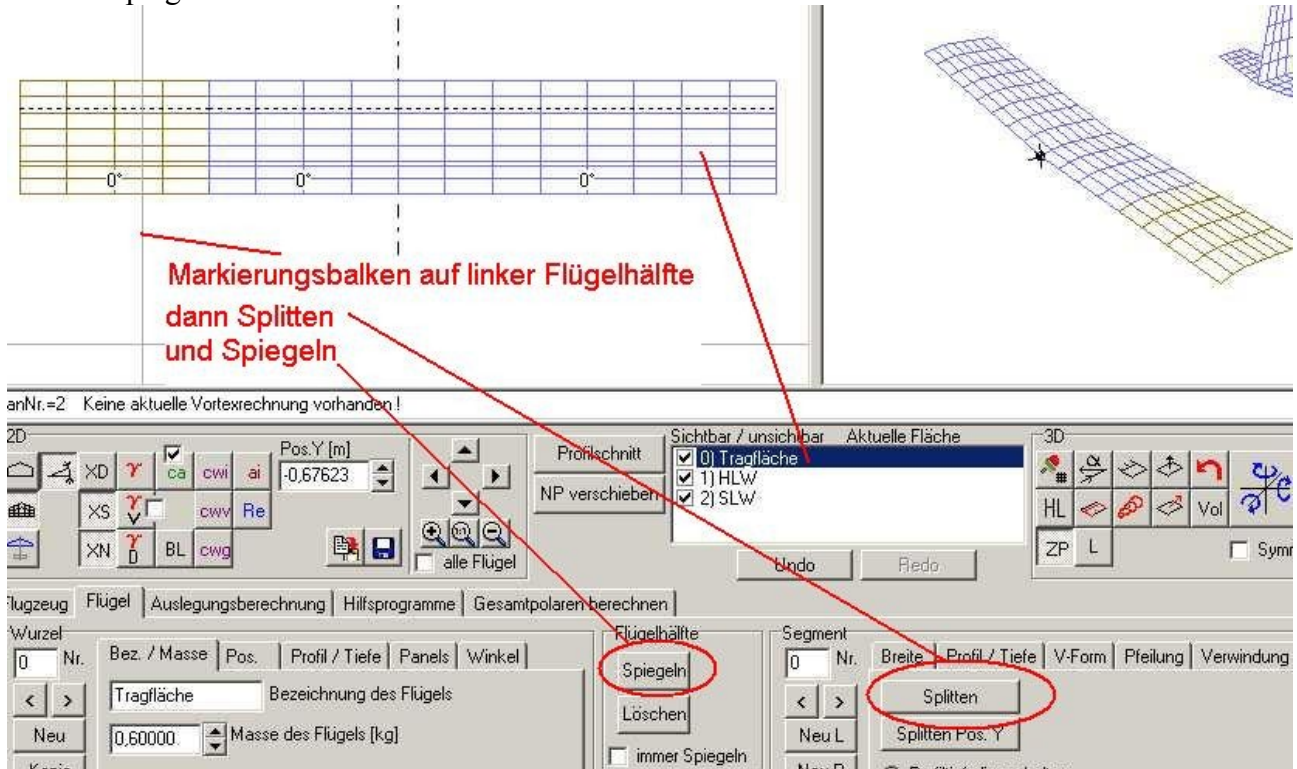 0° 0° 0°
Markierungsbalken auf linker Flügelhälfte
dann Splitten
und Spiegeln
anNr.=2 Keine aktuelle Vortexrechnung vorhanden !
2D
Pos.Y [m]
Profilschnitt
Sichtbar / unsichtbar Aktuelle Fläche
3D
XD γ ca cwi ai
-0,67623
0) Tragfläche
1) HLW
2) SLW
NP verschieben
XS γ V cwv Re
HL Vol
XN γ D BL cwg
alle Flügel
ZP L
Undo Redo
Flügel Auslegungsberechnung Hilfsprogramme Gesamtpolaren berechnen
Wurzel
Flügelhälfte
Segment
0 Nr. Bez. / Masse Pos. Profil / Tiefe Panels Winkel
Spiegeln
0 Nr. Breite Profil / Tiefe V-Form Pfeilung Verwindung
< > Tragfläche Bezeichnung des Flügels
Löschen
< > Splitten
Neu 0,60000 Masse des Flügels [kg]
immer Spiegeln
Neu L Splitten Pos. Y